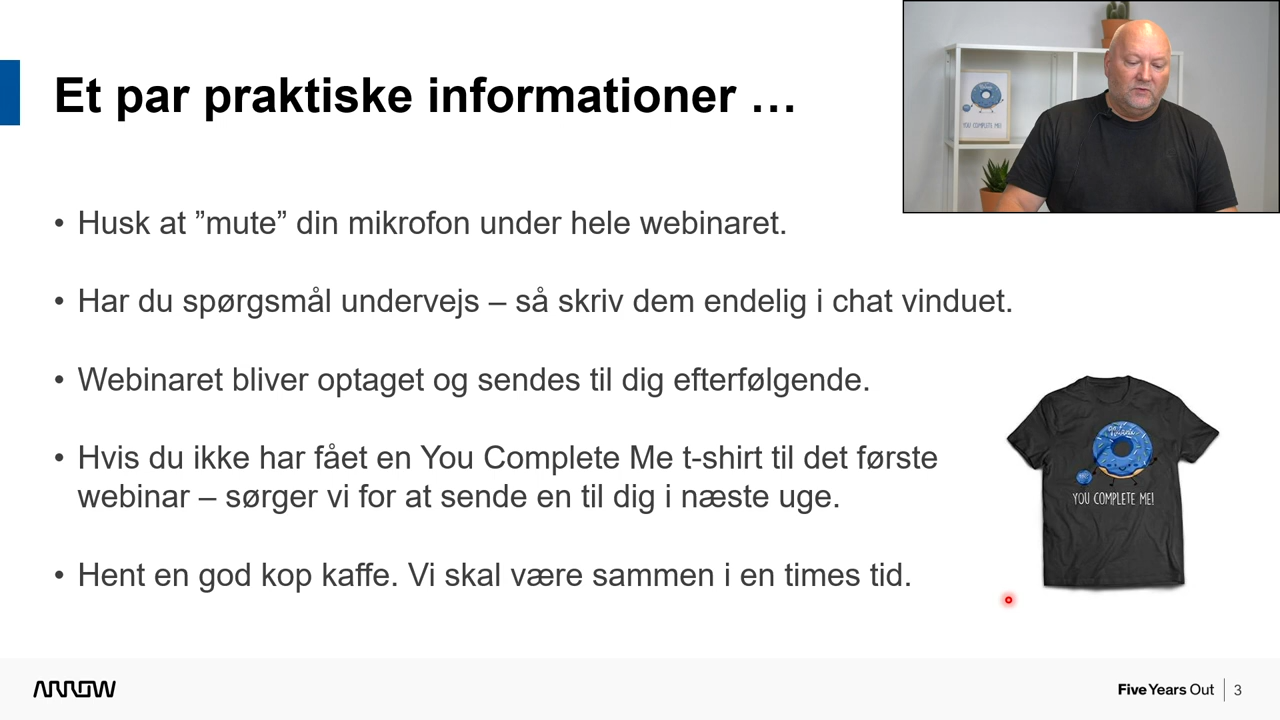 Et par praktiske informationer …
YOU COMPLETE ME!
• Husk at ”mute” din mikrofon under hele webinaret.
• Har du spørgsmål undervejs – så skriv dem endelig i chat vinduet.
• Webinaret bliver optaget og sendes til dig efterfølgende.
• Hvis du ikke har fået en You Complete Me t-shirt til det første
webinar – sørger vi for at sende en til dig i næste uge.
YOU COMPLETE ME!
• Hent en god kop kaffe. Vi skal være sammen i en times tid.
ARROW
Five Years Out
3